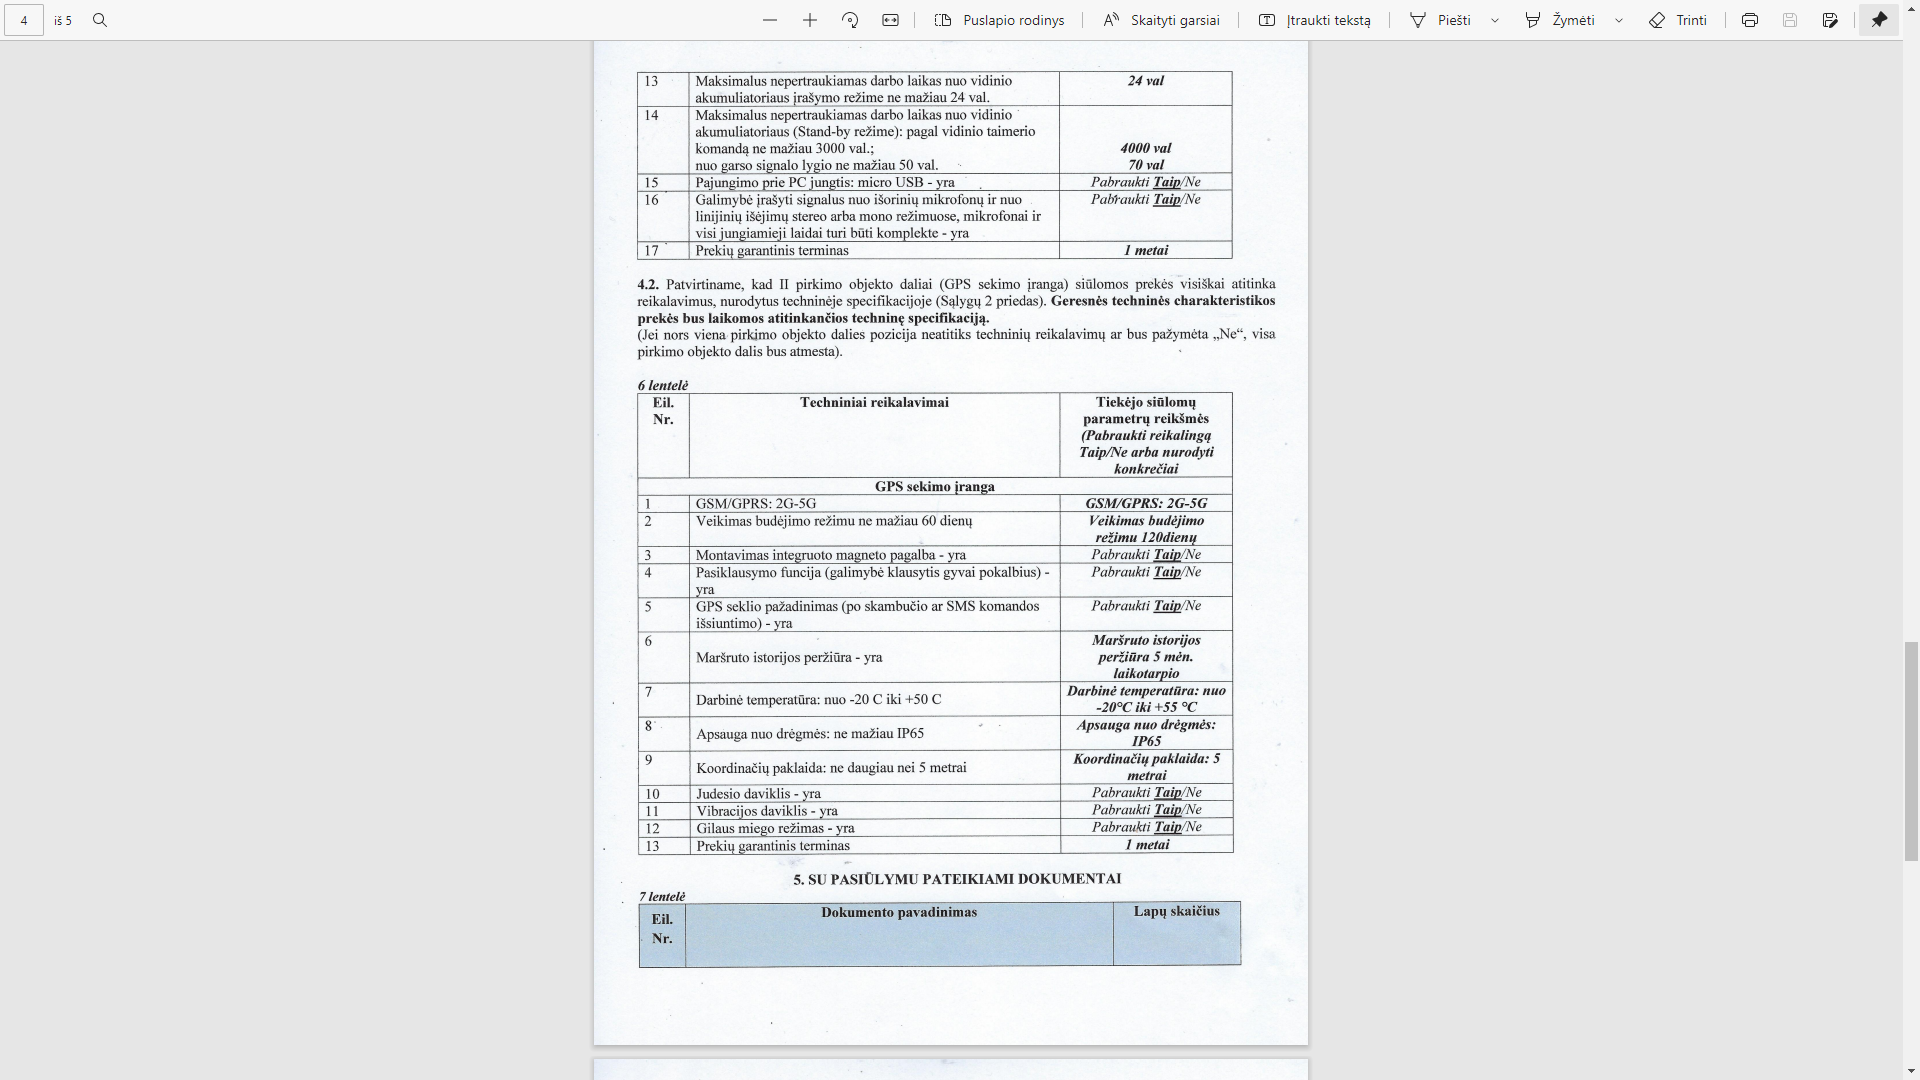 4 iš 5 Puslapio rodinys Skaityti garsiai Įtraukti tekstą Piešti Žymėti Trinti
13 Maksimalus nepertraukiamas darbo laikas nuo vidinio 24 val
akumuliatoriaus įrašymo režime ne mažiau 24 val.
14 Maksimalus nepertraukiamas darbo laikas nuo vidinio
akumuliatoriaus (Stand-by režime): pagal vidinio taimerio
komandą ne mažiau 3000 val.; 4000 val
nuo garso signalo lygio ne mažiau 50 val. 70 val
15 Pajungimo prie PC jungtis: micro USB - yra Pabraukti Taip/Ne
16 Galimybė įrašyti signalus nuo išorinių mikrofonų ir nuo Pabraukti Taip/Ne
linijinių išėjimų stereo arba mono režimuose, mikrofonai ir
visi jungiamieji laidai turi būti komplekte - yra
17 Prekių garantinis terminas 1 metai
4.2. Patvirtiname, kad II pirkimo objekto daliai (GPS sekimo įranga) siūlomos prekės visiškai atitinka
reikalavimus, nurodytus techninėje specifikacijoje (Sąlygų 2 priedas). Geresnės techninės charakteristikos
prekės bus laikomos atitinkančios techninę specifikaciją.
(Jei nors viena pirkimo objekto dalies pozicija neatitiks techninių reikalavimų ar bus pažymėta „Ne“, visa
pirkimo objekto dalis bus atmesta).
6 lentelė
Eil. Techniniai reikalavimai Tiekėjo siūlomų
Nr. parametrų reikšmės
(Pabraukti reikalingą
Taip/Ne arba nurodyti
konkrečiai
GPS sekimo įranga
1 GSM/GPRS: 2G-5G GSM/GPRS: 2G-5G
2 Veikimas budėjimo režimu ne mažiau 60 dienų Veikimas budėjimo
režimu 120dienų
3 Montavimas integruoto magneto pagalba - yra Pabraukti Taip/Ne
4 Pasiklausymo funcija (galimybė klausytis gyvai pokalbius) - Pabraukti Taip/Ne
yra
5 GPS seklio pažadinimas (po skambučio ar SMS komandos Pabraukti Taip/Ne
išsiuntimo) - yra
6 Maršruto istorijos
Maršruto istorijos peržiūra - yra peržiūra 5 mėn.
laikotarpio
7 Darbinė temperatūra: nuo -20 C iki +50 C Darbinė temperatūra: nuo
-20°C iki +55 °C
8 Apsauga nuo drėgmės: ne mažiau IP65 Apsauga nuo drėgmės:
IP65
9 Koordinačių paklaida: ne daugiau nei 5 metrai Koordinačių paklaida: 5
metrai
10 Judesio daviklis - yra Pabraukti Taip/Ne
11 Vibracijos daviklis - yra Pabraukti Taip/Ne
12 Gilaus miego režimas - yra Pabraukti Taip/Ne
13 Prekių garantinis terminas 1 metai
5. SU PASIŪLYMU PATEIKIAMI DOKUMENTAI
7 lentelė
Eil. Dokumento pavadinimas Lapų skaičius
Nr.